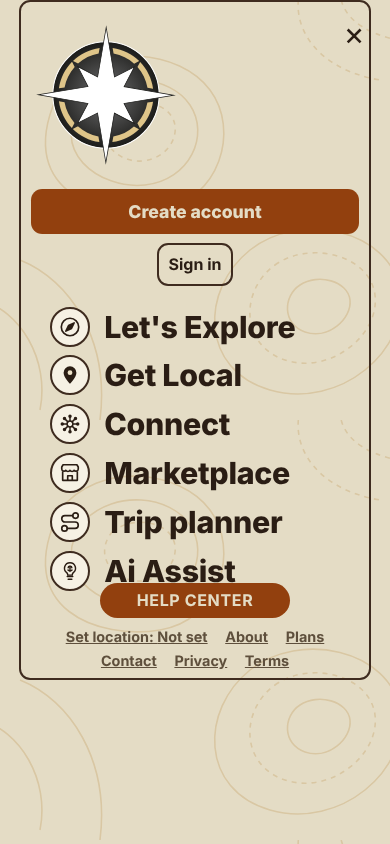 Create account
Sign in
Let's Explore
Get Local
Connect
Marketplace
Trip planner
Ai Assist
HELP CENTER
Set location: Not set About Plans
Contact Privacy Terms